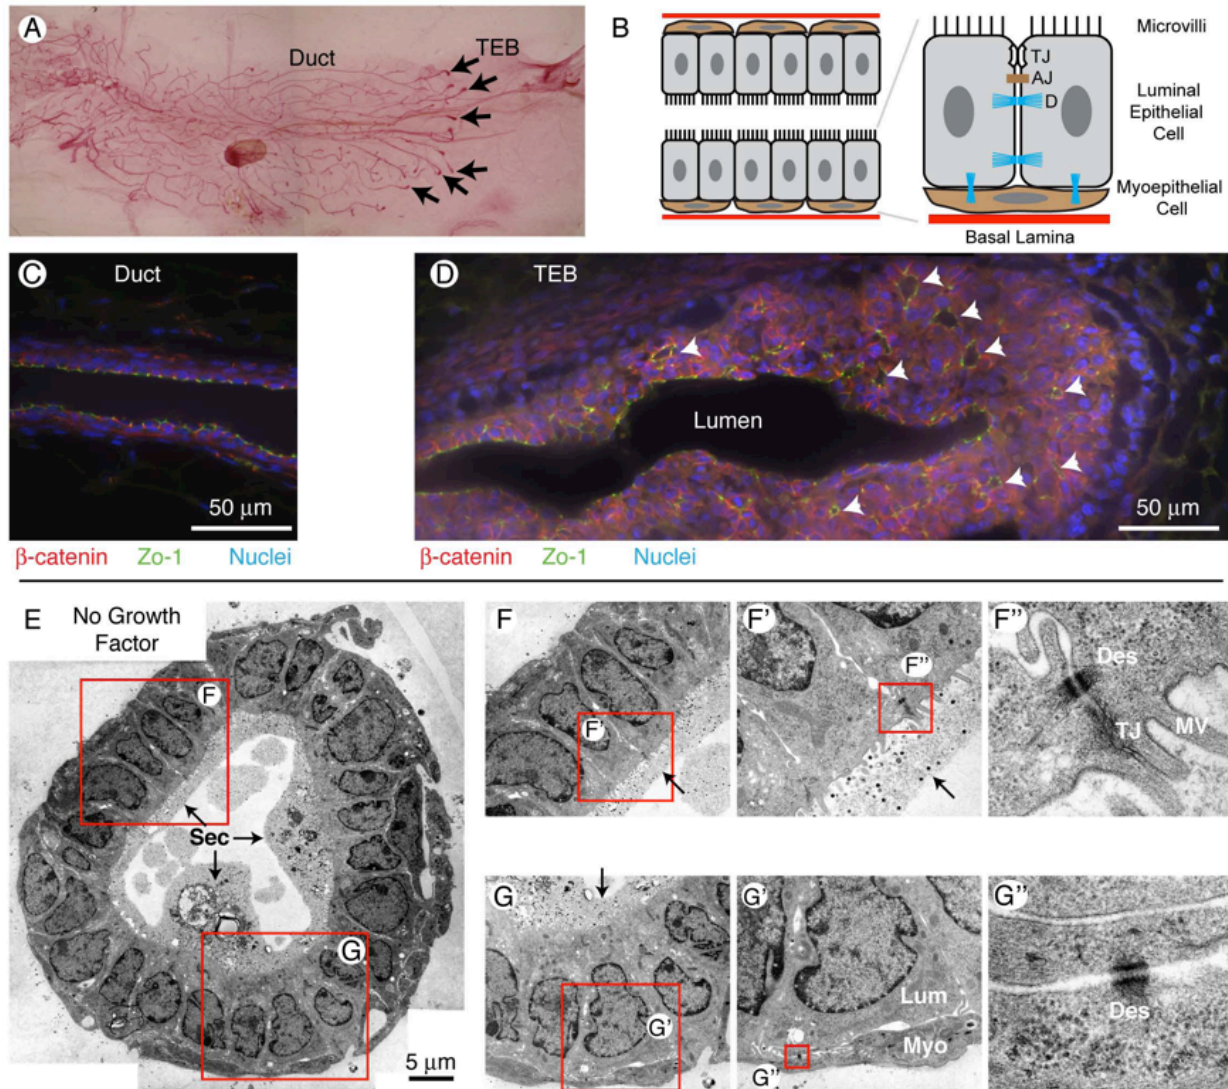 A
Duct
TEB
B
Microvilli
TJ
AJ
D
Luminal
Epithelial
Cell
Myoepithelial
Cell
Basal Lamina
C
Duct
50 μm
β-catenin Zo-1 Nuclei
D
TEB
Lumen
50 μm
β-catenin Zo-1 Nuclei
E
No Growth
Factor
F
Sec
G
5 μm
F
F
F'
F''
F''
Des
TJ
MV
G
G'
G'
Lum
Myo
G''
G''
Des